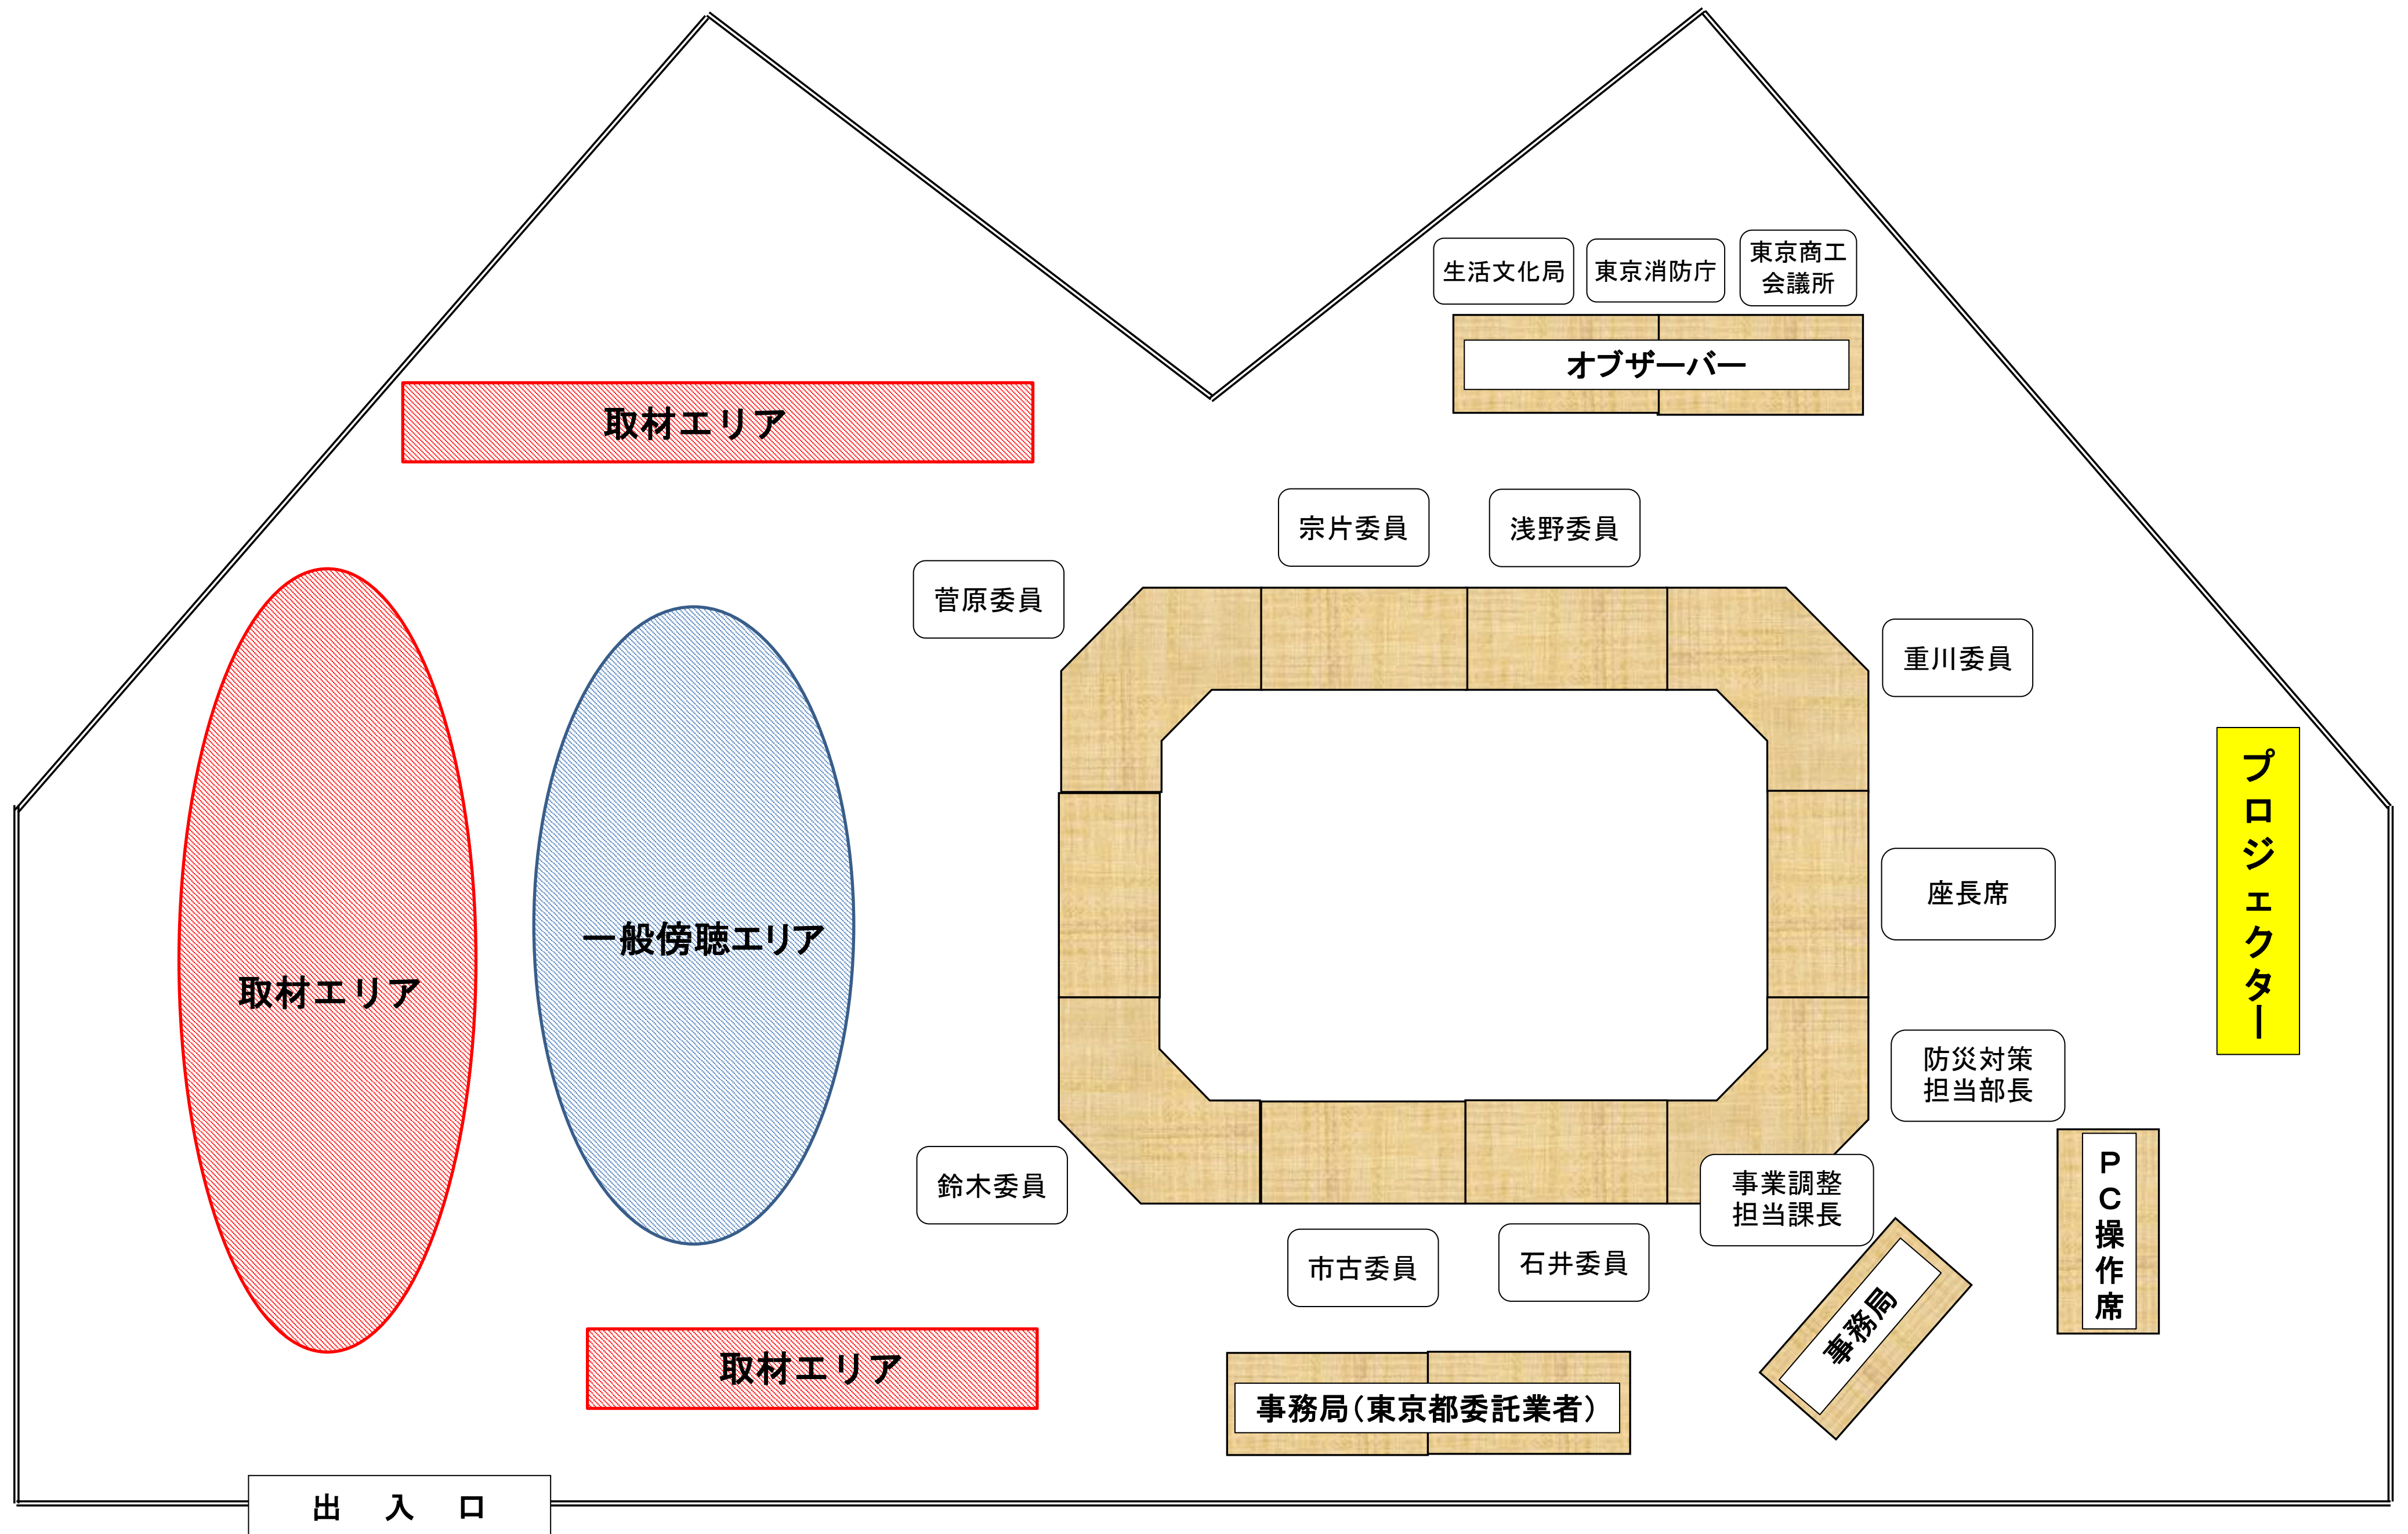 生活文化局
東京消防庁
東京商工
会議所
オブザーバー
取材エリア
宗片委員
浅野委員
菅原委員
重川委員
プロジェクター
座長席
一般傍聴エリア
取材エリア
防災対策
担当部長
PC操作席
鈴木委員
事業調整
担当課長
市古委員
石井委員
事務局
取材エリア
事務局(東京都委託業者)
出 入 口